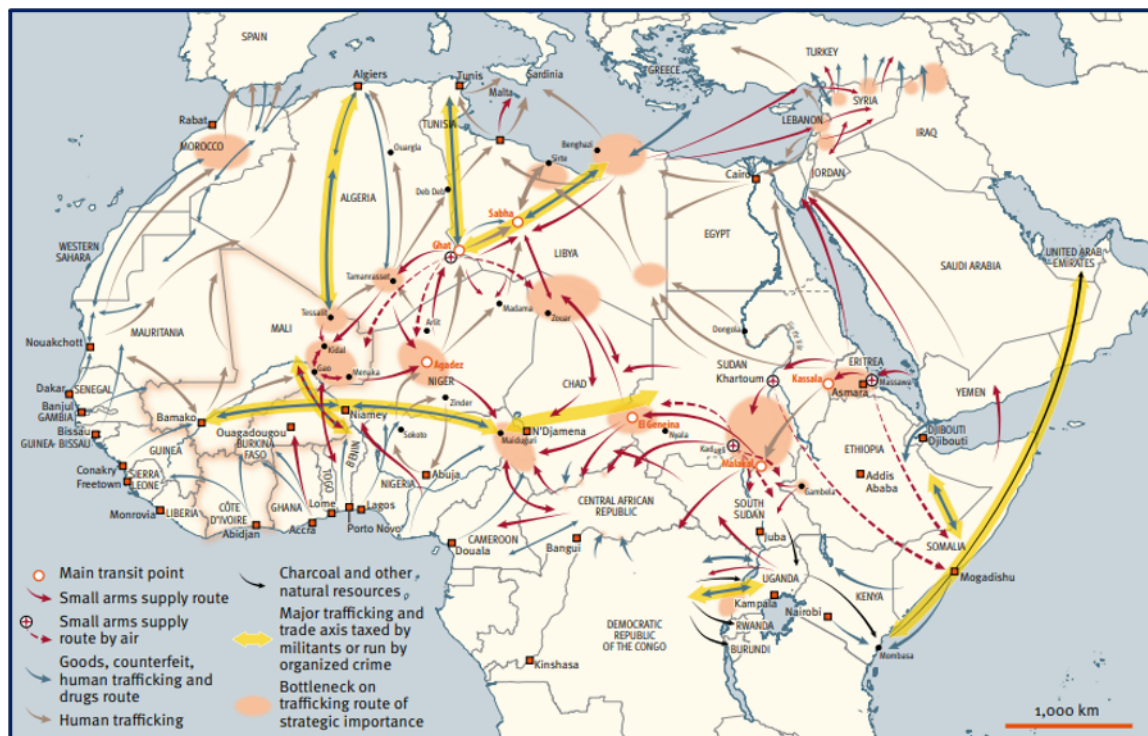 SPAIN
Algiers
Tunis
Sardinia
GREECE
TURKEY
Malta
TUNISIA
SYRIA
LEBANON
IRAQ
Rabat
MOROCCO
Ouargla
Benghazi
Sirte
Cairo
JORDAN
ALGERIA
Deb Deb
Sabha
Ghat
LIBYA
EGYPT
WESTERN
SAHARA
SAUDI ARABIA
UNITED ARAB
EMIRATES
Tamanrasset
Madama
Zouar
Tessalit
MALI
MAURITANIA
Arlit
Dongola
Nouakchott
Kidal
Gao
Menaka
Agadez
NIGER
CHAD
SUDAN
Khartoum
ERITREA
Kassala
Massawa
Asmara
YEMEN
Dakar
SENEGAL
Banjul
GAMBIA
Bissau
GUINEA-BISSAU
Bamako
Niamey
Zinder
Sokoto
Maiduguri
N'Djamena
El Geneina
Nyala
Kadugli
Malakal
DJIBOUTI
Djibouti
ETHIOPIA
Addis
Ababa
Gambela
GUINEA
Ouagadougou
BURKINA
FASO
BENIN
TOGO
Abuja
NIGERIA
Conakry
Freetown
SIERRA
LEONE
Monrovia
LIBERIA
CÔTE
D'IVOIRE
Abidjan
GHANA
Accra
Lome
Lagos
Porto Novo
CENTRAL AFRICAN
REPUBLIC
CAMEROON
Douala
Bangui
SOUTH
SUDAN
Juba
SOMALIA
Mogadishu
UGANDA
Kampala
KENYA
Nairobi
RWANDA
BURUNDI
Mombasa
DEMOCRATIC
REPUBLIC
OF THE CONGO
Kinshasa
Main transit point
Small arms supply route
Small arms supply
route by air
Goods, counterfeit,
human trafficking and
drugs route
Human trafficking
Charcoal and other
natural resources
Major trafficking and
trade axis taxed by
militants or run by
organized crime
Bottleneck on
trafficking route of
strategic importance
1,000 km